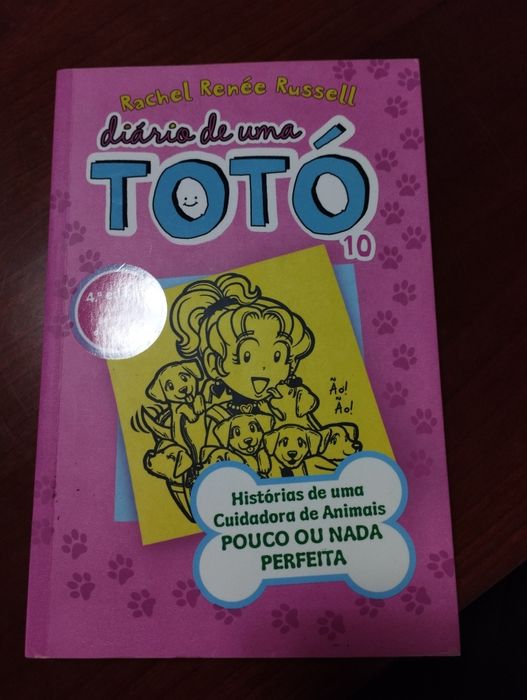 Rachel Renée Russell
diário de uma
TOTÓ
10
4.ª
Ão!
Ão!
Histórias de uma
Cuidadora de Animais
POUCO OU NADA
PERFEITA